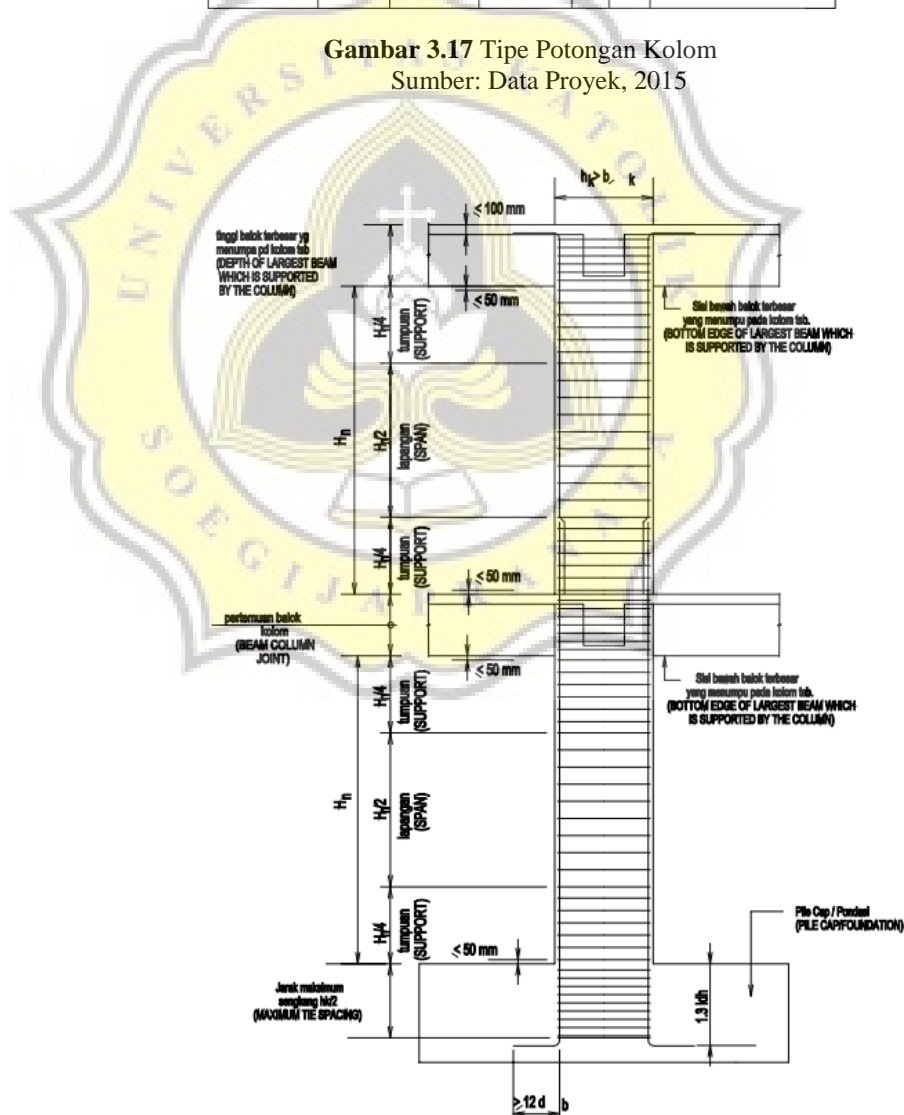 Gambar 3.17 Tipe Potongan Kolom
Sumber: Data Proyek, 2015
UNIVERSITAS KATOLIK
SOEGIJAPRANATA
hk > bk
≤ 100 mm
tinggi balok terbesar yg
menumpu pd kolom tsb
(DEPTH OF LARGEST BEAM
WHICH IS SUPPORTED
BY THE COLUMN)
≤ 50 mm
Sisi bawah balok terbesar
yang menumpu pada kolom tsb.
(BOTTOM EDGE OF LARGEST BEAM WHICH
IS SUPPORTED BY THE COLUMN)
Hn/4
tumpuan
(SUPPORT)
Hn
Hn/2
lapangan
(SPAN)
Hn/4
tumpuan
(SUPPORT)
≤ 50 mm
pertemuan balok
kolom
(BEAM COLUMN
JOINT)
≤ 50 mm
Sisi bawah balok terbesar
yang menumpu pada kolom tsb.
(BOTTOM EDGE OF LARGEST BEAM WHICH
IS SUPPORTED BY THE COLUMN)
Hn/4
tumpuan
(SUPPORT)
Hn
Hn/2
lapangan
(SPAN)
Hn/4
tumpuan
(SUPPORT)
≤ 50 mm
Pile Cap / Pondasi
(PILE CAP/FOUNDATION)
Jarak maksimum
sengkang hk/2
(MAXIMUM TIE SPACING)
1.3 ldh
≥ 12 db